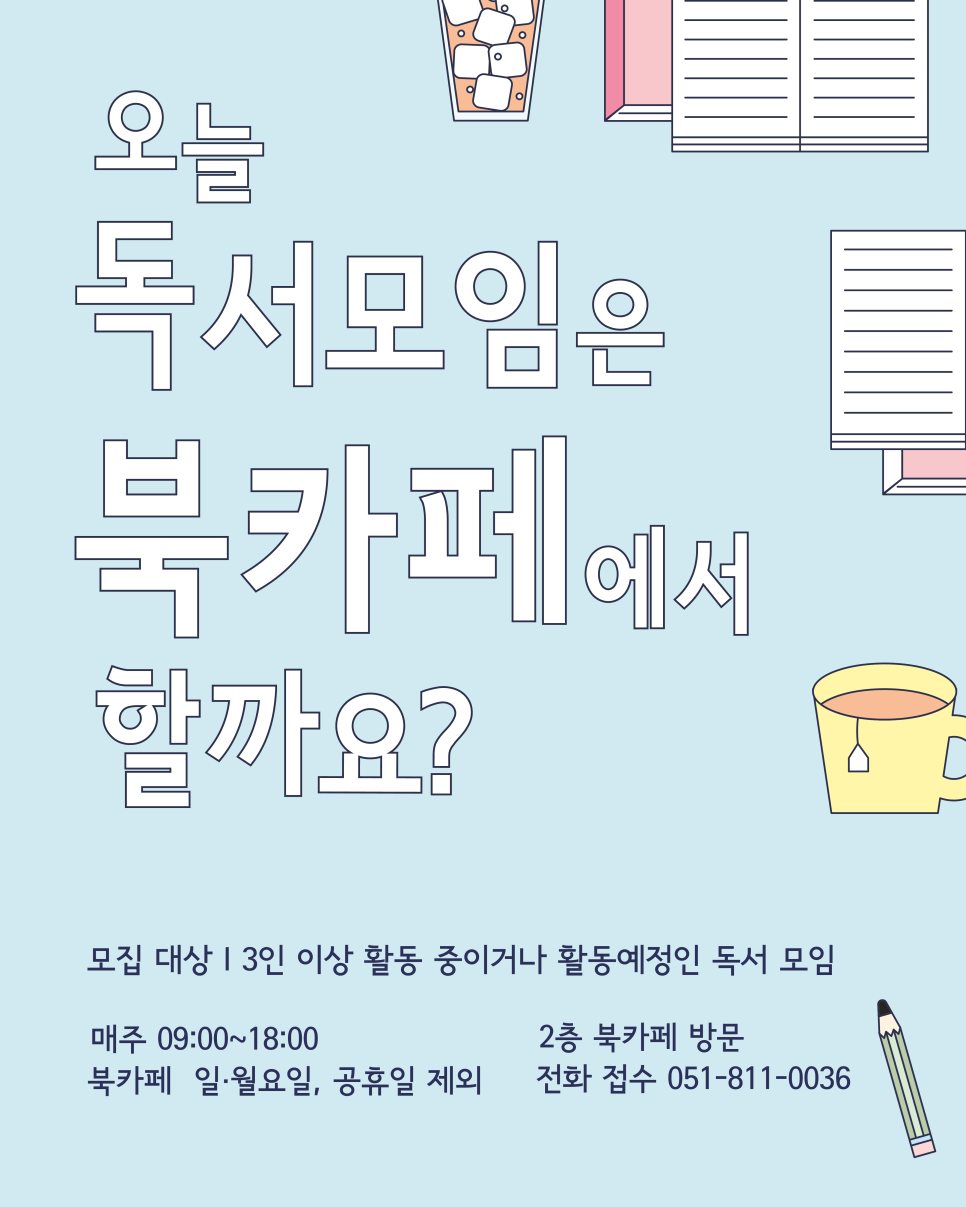 오늘
독서모임은
북카페에서
할까요?
모집 대상 l 3인 이상 활동 중이거나 활동예정인 독서 모임
매주 09:00~18:00
북카페 일·월요일, 공휴일 제외
2층 북카페 방문
전화 접수 051-811-0036